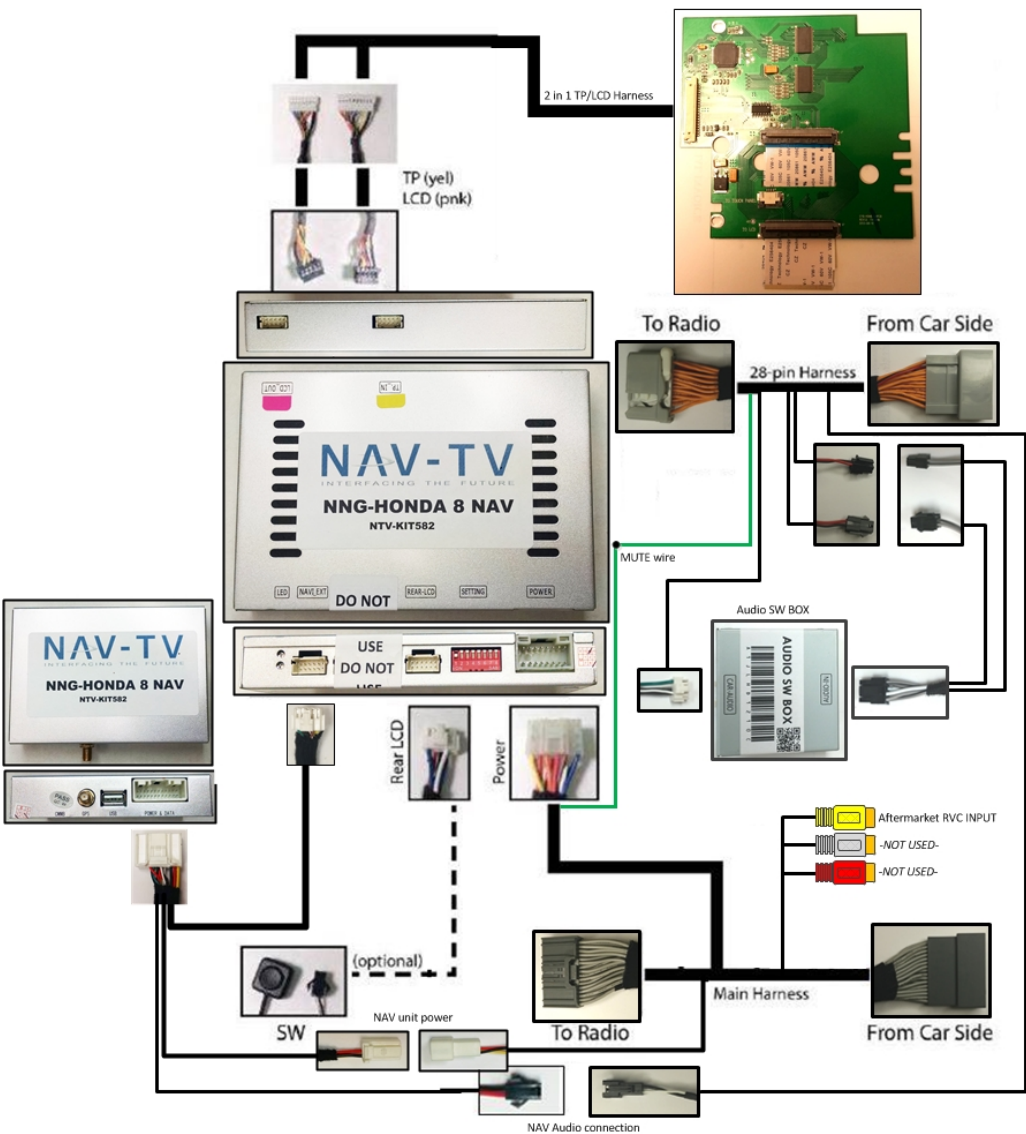 2 in 1 TP/LCD Harness
TP (yel)
LCD (pnk)
To Radio
From Car Side
28-pin Harness
LCD_OUT
TP_IN
NAV-TV
INTERFACING THE FUTURE
NNG-HONDA 8 NAV
NTV-KIT582
MUTE wire
LED
NAVI_EXT
DO NOT
REAR-LCD
SETTING
POWER
USE
DO NOT
USE
Audio SW BOX
CAR AUDIO
AUDIO SW BOX
NAV-TV
INTERFACING THE FUTURE
NNG-HONDA 8 NAV
NTV-KIT582
Rear LCD
Power
PASS
GPS
USB
POWER & DATA
Aftermarket RVC INPUT
-NOT USED-
-NOT USED-
(optional)
SW
Main Harness
NAV unit power
To Radio
From Car Side
NAV Audio connection